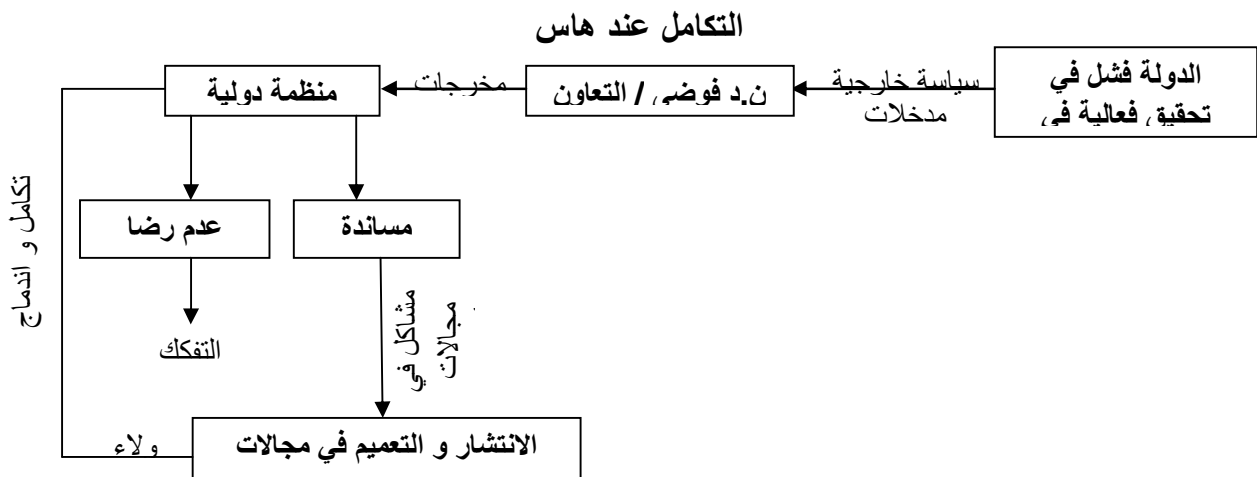 التكامل عند هاس
الدولة فشل في
تحقيق فعالية في
سياسة خارجية
مدخلات
ن.د فوضى / التعاون
مخرجات
منظمة دولية
مساندة
عدم رضا
التفكك
مشاكل في
مجالات
الانتشار و التعميم في مجالات
ولاء
تكامل و اندماج